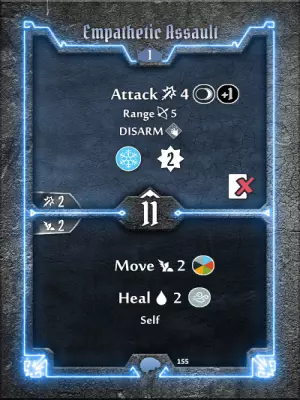 Empathetic Assault
1
Attack 4 +1
Range 5
DISARM
2
2
11
2
Move 2
Heal 2
Self
155